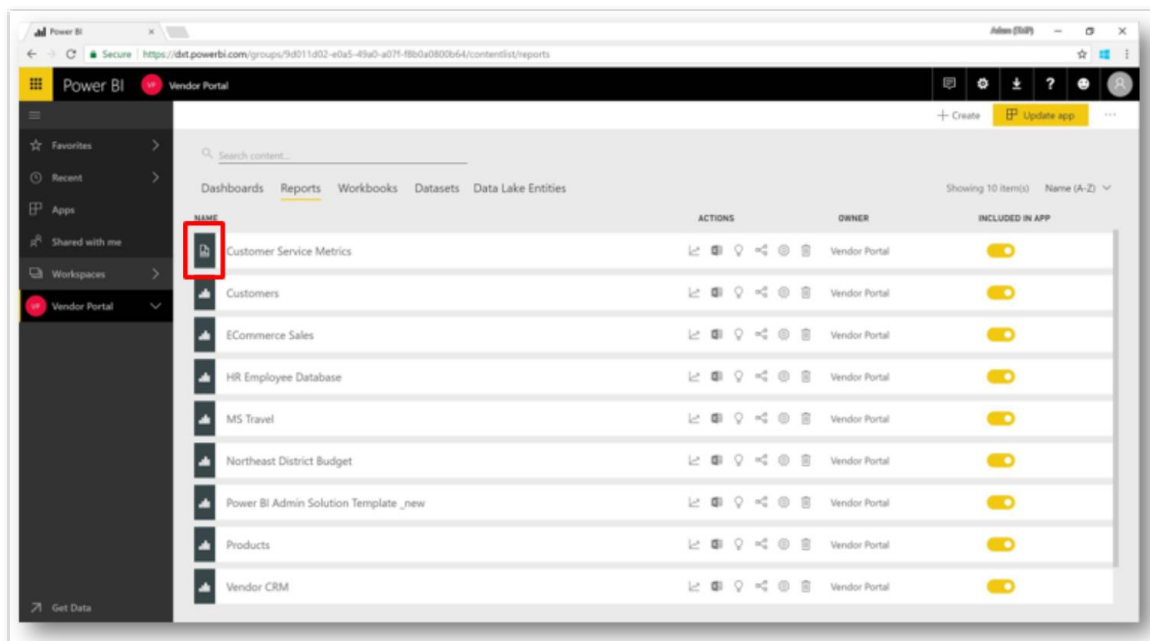 Power BI
Secure https://dxt.powerbi.com/groups/9d011d02-e0a5-49a0-a07f-f8b0a0800b64/contentlist/reports
Power BI VP Vendor Portal
+ Create Update app ...
Favorites
Search content...
Recent
Dashboards Reports Workbooks Datasets Data Lake Entities Showing 10 item(s) Name (A-Z)
Apps
NAME ACTIONS OWNER INCLUDED IN APP
Shared with me
Customer Service Metrics Vendor Portal
Workspaces
Customers Vendor Portal
VP Vendor Portal
ECommerce Sales Vendor Portal
HR Employee Database Vendor Portal
MS Travel Vendor Portal
Northeast District Budget Vendor Portal
Power BI Admin Solution Template _new Vendor Portal
Products Vendor Portal
Vendor CRM Vendor Portal
Get Data